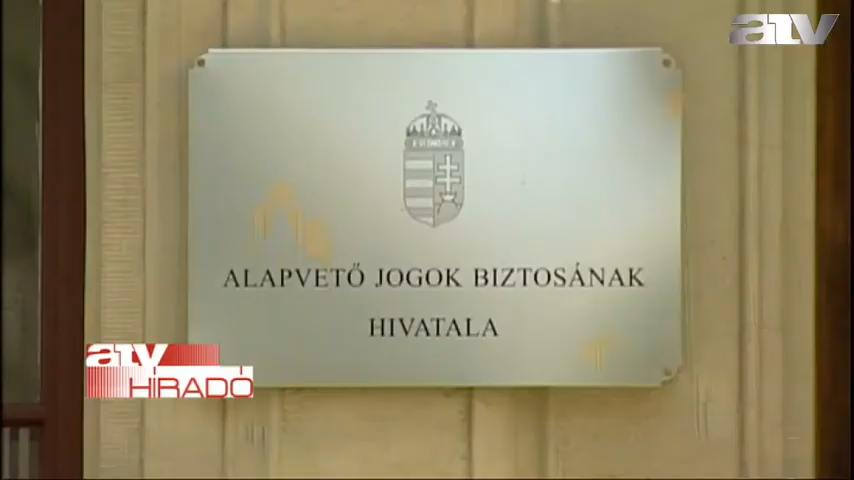 atv
ALAPVETŐ JOGOK BIZTOSÁNAK
HIVATALA
atv
HÍRADÓ